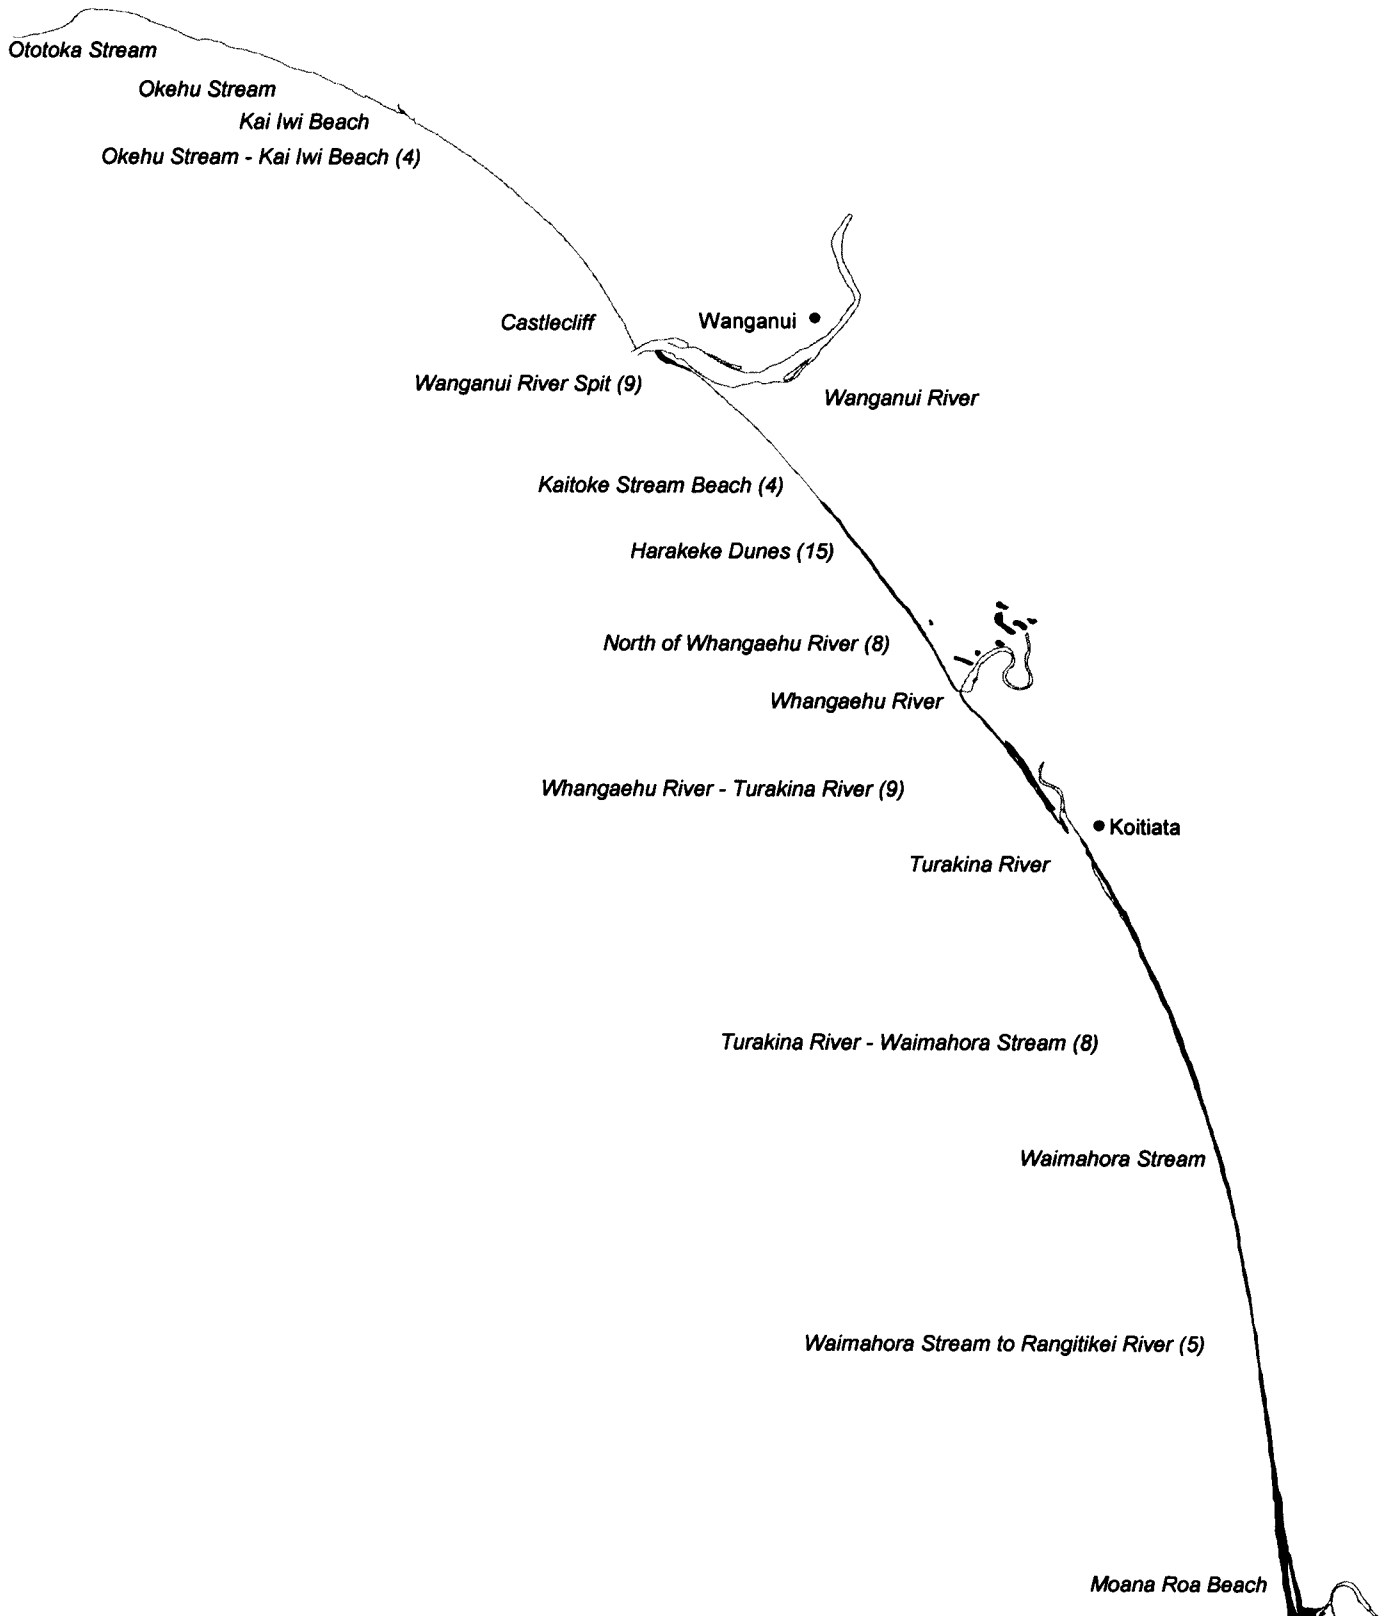 Ototoka Stream
Okehu Stream
Kai Iwi Beach
Okehu Stream - Kai Iwi Beach (4)
Castlecliff
Wanganui
Wanganui River Spit (9)
Wanganui River
Kaitoke Stream Beach (4)
Harakeke Dunes (15)
North of Whangaehu River (8)
Whangaehu River
Whangaehu River - Turakina River (9)
Koitiata
Turakina River
Turakina River - Waimahora Stream (8)
Waimahora Stream
Waimahora Stream to Rangitikei River (5)
Moana Roa Beach